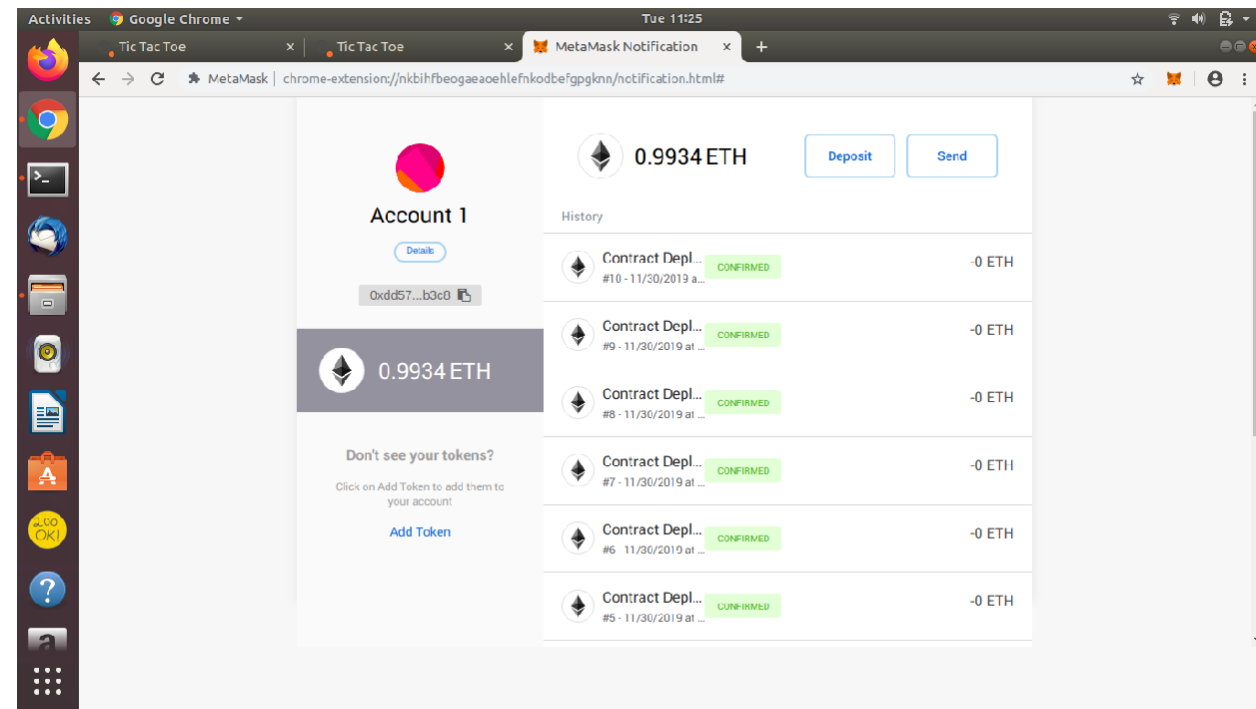 Activities Google Chrome Tue 11:25
Tic Tac Toe x Tic Tac Toe x MetaMask Notification x +
MetaMask chrome-extension://nkbihfbeogaeaoehlefnkodbefgpgknn/notification.html#
0.9934 ETH Deposit Send
Account 1
Details
0xdd57...b3c0
History
0.9934 ETH
Don't see your tokens?
Click on Add Token to add them to
your account
Add Token
Contract Depl... CONFIRMED -0 ETH
#10 - 11/30/2019 a...
Contract Depl... CONFIRMED -0 ETH
#9 - 11/30/2019 at ...
Contract Depl... CONFIRMED -0 ETH
#8 - 11/30/2019 at ...
Contract Depl... CONFIRMED -0 ETH
#7 - 11/30/2019 at ...
Contract Depl... CONFIRMED -0 ETH
#6 11/30/2019 at ...
Contract Depl... CONFIRMED -0 ETH
#5 - 11/30/2019 at ...
2.00
OK!
?
a